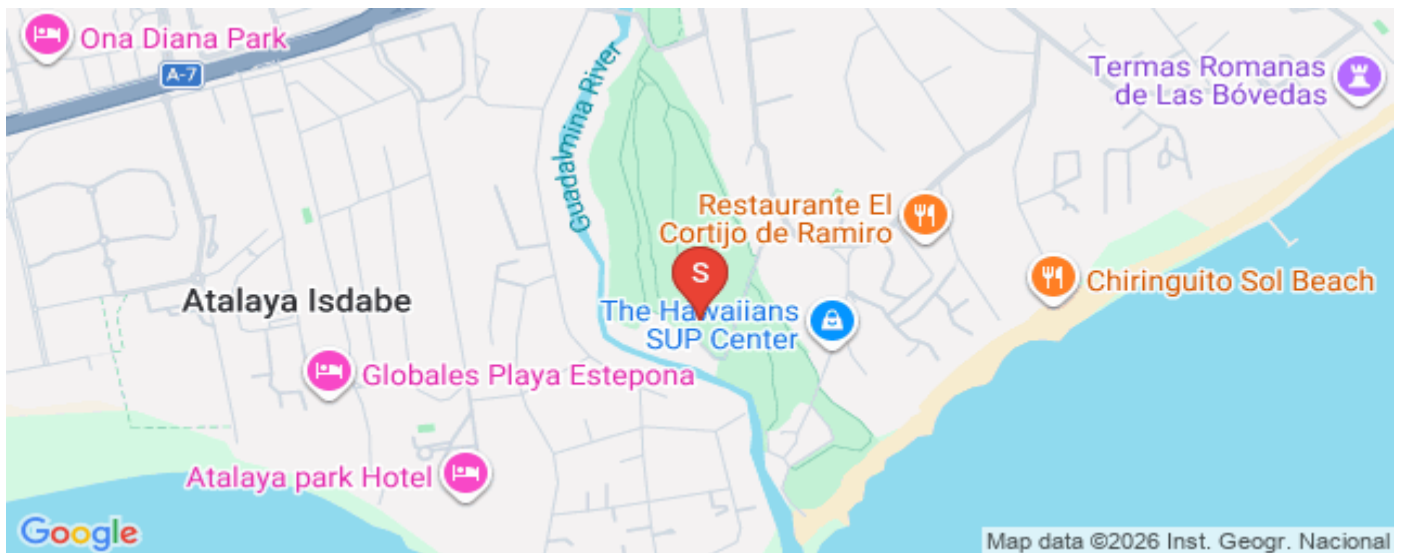 Ona Diana Park
A-7
Guadalmina River
Termas Romanas
de Las Bóvedas
Restaurante El
Cortijo de Ramiro
S
Chiringuito Sol Beach
Atalaya Isdabe
The Hawaiians
SUP Center
Globales Playa Estepona
Atalaya park Hotel
Google
Map data ©2026 Inst. Geogr. Nacional